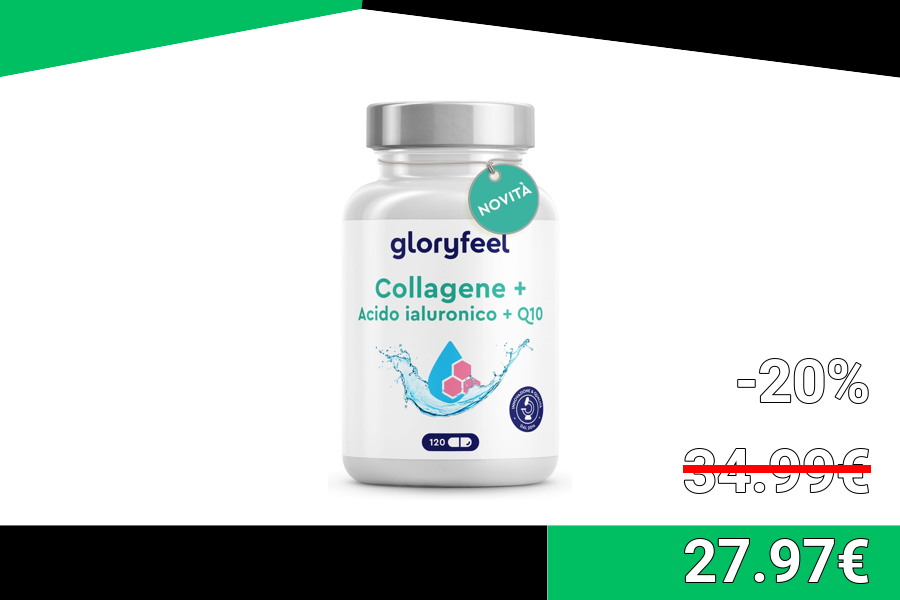 NOVITÀ
gloryfeel
Collagene +
Acido ialuronico + Q10
120
-20%
34.99€
27.97€